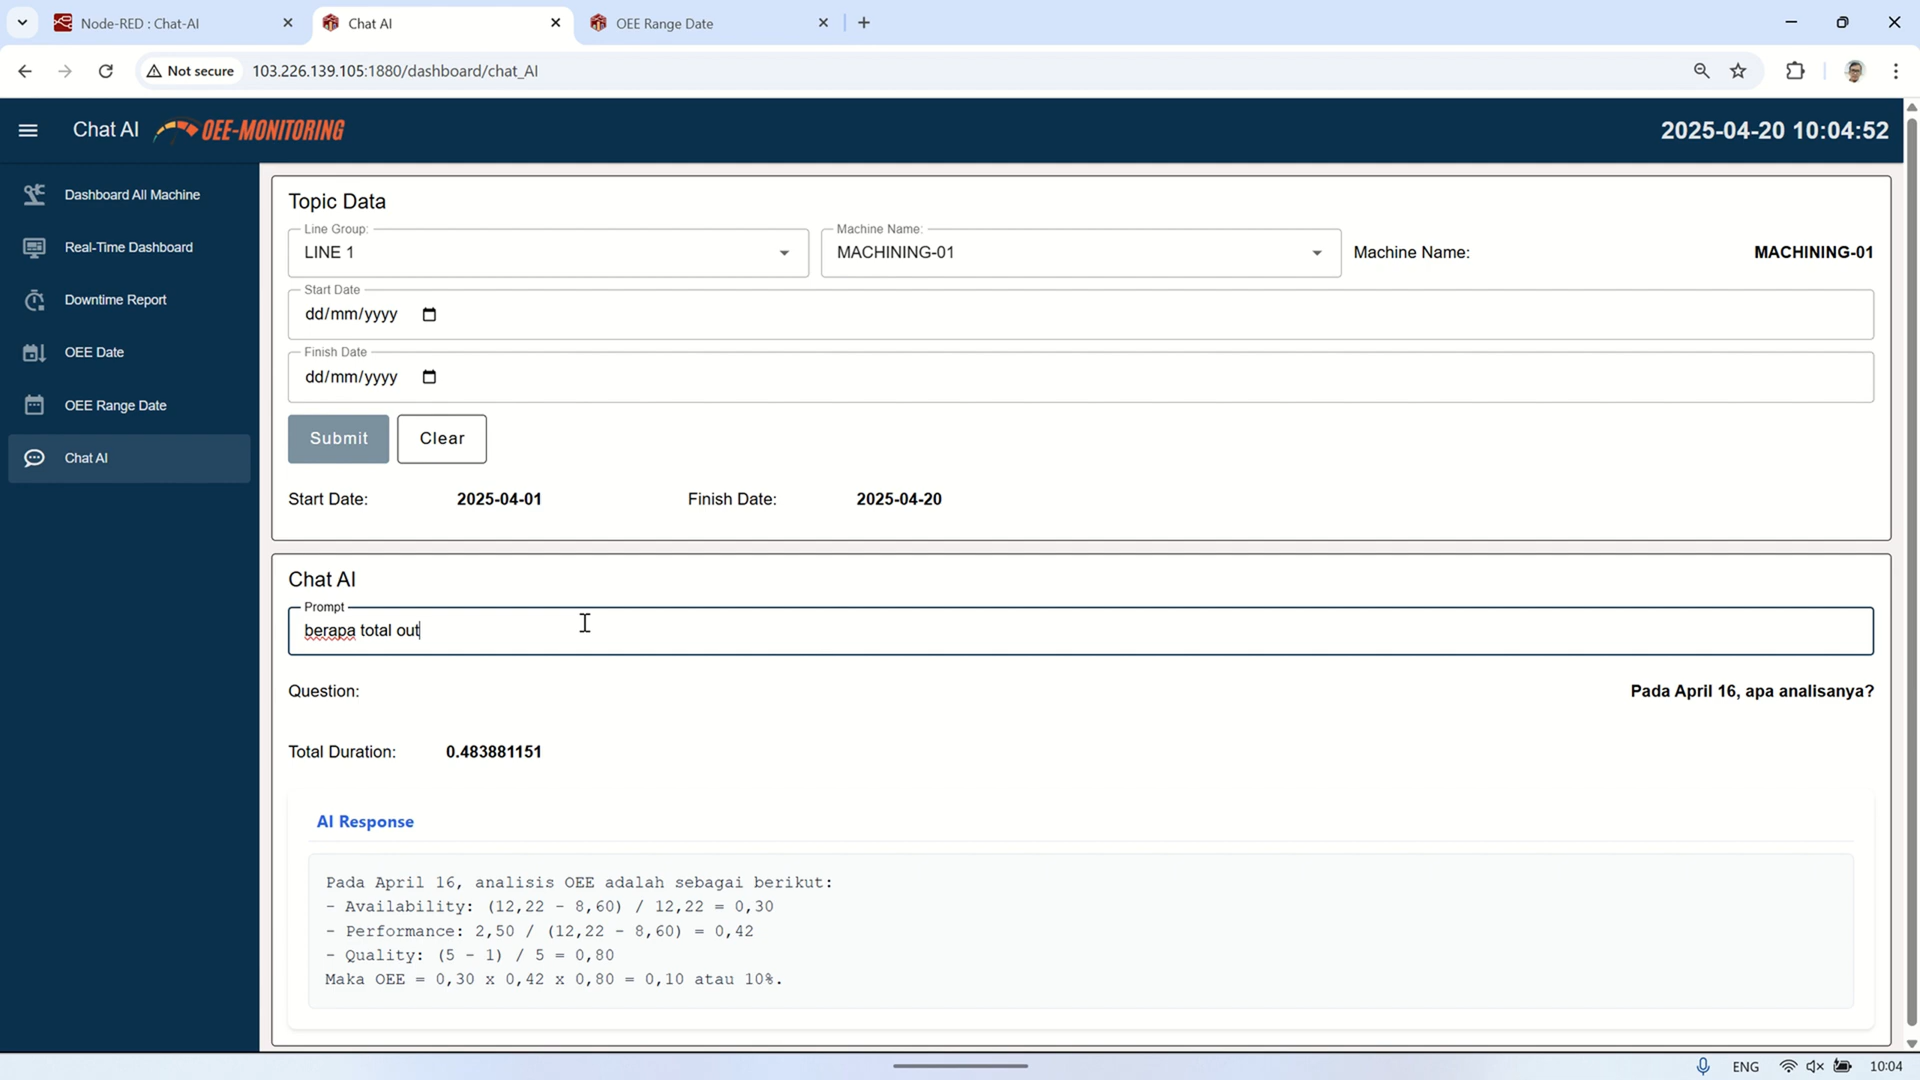 Node-RED : Chat-AI
Chat AI
OEE Range Date
Not secure
103.226.139.105:1880/dashboard/chat_AI
Chat AI
OEE-MONITORING
2025-04-20 10:04:52
Dashboard All Machine
Real-Time Dashboard
Downtime Report
OEE Date
OEE Range Date
Chat AI
Topic Data
Line Group:
LINE 1
Machine Name:
MACHINING-01
Machine Name:
MACHINING-01
Start Date
dd/mm/yyyy
Finish Date
dd/mm/yyyy
Submit
Clear
Start Date:
2025-04-01
Finish Date:
2025-04-20
Chat AI
Prompt
berapa total out
Question:
Pada April 16, apa analisanya?
Total Duration:
0.483881151
AI Response
Pada April 16, analisis OEE adalah sebagai berikut:
- Availability: (12,22 - 8,60) / 12,22 = 0,30
- Performance: 2,50 / (12,22 - 8,60) = 0,42
- Quality: (5 - 1) / 5 = 0,80
Maka OEE = 0,30 x 0,42 x 0,80 = 0,10 atau 10%.
ENG
10:04